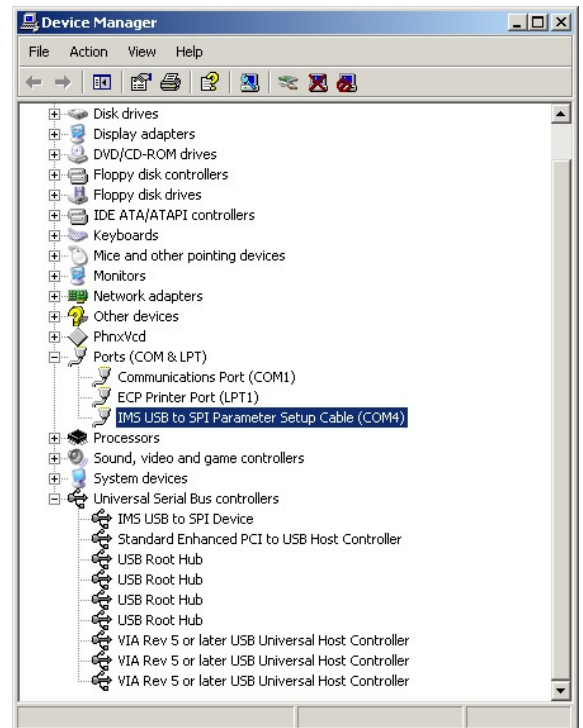 Device Manager
File Action View Help
Disk drives
Display adapters
DVD/CD-ROM drives
Floppy disk controllers
Floppy disk drives
IDE ATA/ATAPI controllers
Keyboards
Mice and other pointing devices
Monitors
Network adapters
Other devices
PhnxVcd
Ports (COM & LPT)
Communications Port (COM1)
ECP Printer Port (LPT1)
IMS USB to SPI Parameter Setup Cable (COM4)
Processors
Sound, video and game controllers
System devices
Universal Serial Bus controllers
IMS USB to SPI Device
Standard Enhanced PCI to USB Host Controller
USB Root Hub
USB Root Hub
USB Root Hub
USB Root Hub
VIA Rev 5 or later USB Universal Host Controller
VIA Rev 5 or later USB Universal Host Controller
VIA Rev 5 or later USB Universal Host Controller